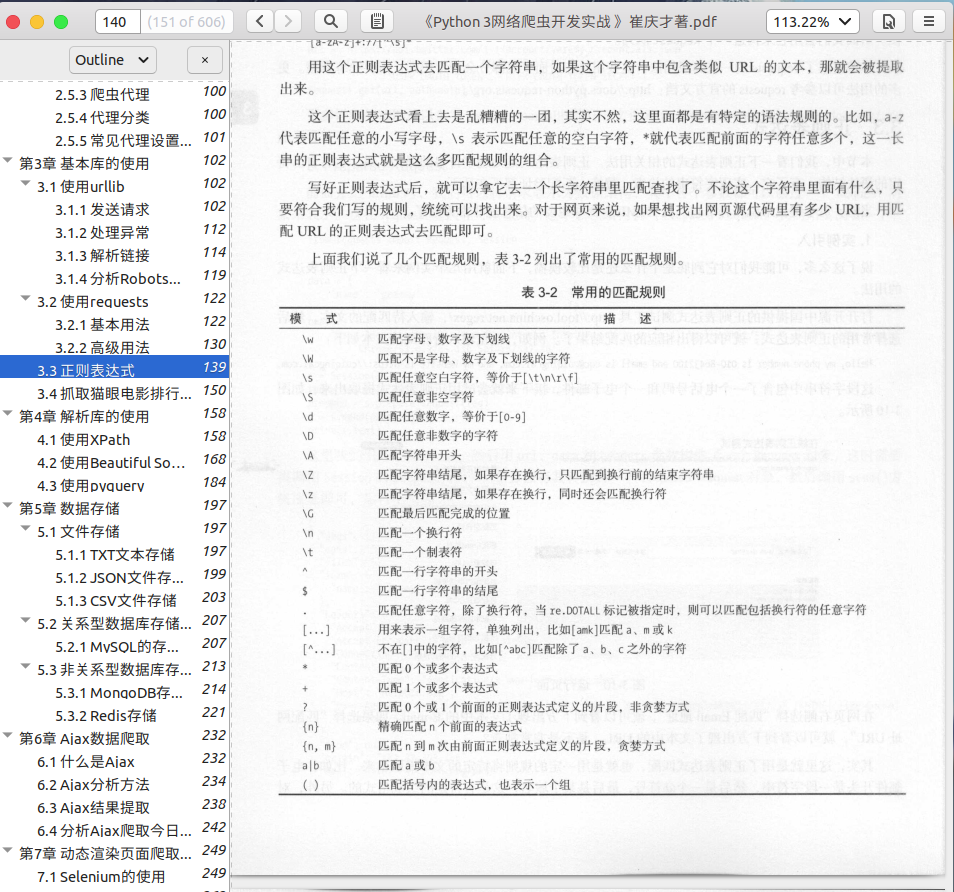 140
(151 of 606)
《Python 3网络爬虫开发实战 》崔庆才著.pdf
113.22%
Outline
×
2.5.3 爬虫代理 100
2.5.4 代理分类 100
2.5.5 常见代理设置... 101
第3章 基本库的使用 102
3.1 使用urllib 102
3.1.1 发送请求 102
3.1.2 处理异常 112
3.1.3 解析链接 114
3.1.4 分析Robots... 119
3.2 使用requests 122
3.2.1 基本用法 122
3.2.2 高级用法 130
3.3 正则表达式 139
3.4 抓取猫眼电影排行... 150
第4章 解析库的使用 158
4.1 使用XPath 158
4.2 使用Beautiful So... 168
4.3 使用pyquery 184
第5章 数据存储 197
5.1 文件存储 197
5.1.1 TXT文本存储 197
5.1.2 JSON文件存... 199
5.1.3 CSV文件存储 203
5.2 关系型数据库存储... 207
5.2.1 MySQL的存... 207
5.3 非关系型数据库存... 213
5.3.1 MongoDB存... 214
5.3.2 Redis存储 221
第6章 Ajax数据爬取 232
6.1 什么是Ajax 232
6.2 Ajax分析方法 234
6.3 Ajax结果提取 238
6.4 分析Ajax爬取今日... 242
第7章 动态渲染页面爬取... 249
7.1 Selenium的使用 249
[a-zA-z]+://[^\s]*
用这个正则表达式去匹配一个字符串，如果这个字符串中包含类似 URL 的文本，那就会被提取
出来。
这个正则表达式看上去是乱糟糟的一团，其实不然，这里面都是有特定的语法规则的。比如，a-z
代表匹配任意的小写字母，\s 表示匹配任意的空白字符，*就代表匹配前面的字符任意多个，这一长
串的正则表达式就是这么多匹配规则的组合。
写好正则表达式后，就可以拿它去一个长字符串里匹配查找了。不论这个字符串里面有什么，只
要符合我们写的规则，统统可以找出来。对于网页来说，如果想找出网页源代码里有多少 URL，用匹
配 URL 的正则表达式去匹配即可。
上面我们说了几个匹配规则，表 3-2 列出了常用的匹配规则。
表 3-2 常用的匹配规则
模 式 描 述
\w 匹配字母、数字及下划线
\W 匹配不是字母、数字及下划线的字符
\s 匹配任意空白字符，等价于[\t\n\r\f]
\S 匹配任意非空字符
\d 匹配任意数字，等价于[0-9]
\D 匹配任意非数字的字符
\A 匹配字符串开头
\Z 匹配字符串结尾，如果存在换行，只匹配到换行前的结束字符串
\z 匹配字符串结尾，如果存在换行，同时还会匹配换行符
\G 匹配最后匹配完成的位置
\n 匹配一个换行符
\t 匹配一个制表符
^ 匹配一行字符串的开头
$ 匹配一行字符串的结尾
. 匹配任意字符，除了换行符，当 re.DOTALL 标记被指定时，则可以匹配包括换行符的任意字符
[...] 用来表示一组字符，单独列出，比如[amk]匹配 a、m 或 k
[^...] 不在[]中的字符，比如[^abc]匹配除了 a、b、c 之外的字符
* 匹配 0 个或多个表达式
+ 匹配 1 个或多个表达式
? 匹配 0 个或 1 个前面的正则表达式定义的片段，非贪婪方式
{n} 精确匹配 n 个前面的表达式
{n, m} 匹配 n 到 m 次由前面正则表达式定义的片段，贪婪方式
a|b 匹配 a 或 b
( ) 匹配括号内的表达式，也表示一个组